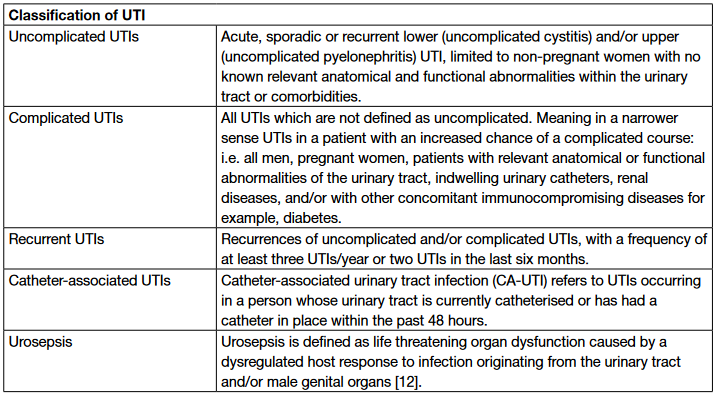 Classification of UTI
Uncomplicated UTIs
Acute, sporadic or recurrent lower (uncomplicated cystitis) and/or upper
(uncomplicated pyelonephritis) UTI, limited to non-pregnant women with no
known relevant anatomical and functional abnormalities within the urinary
tract or comorbidities.
Complicated UTIs
All UTIs which are not defined as uncomplicated. Meaning in a narrower
sense UTIs in a patient with an increased chance of a complicated course:
i.e. all men, pregnant women, patients with relevant anatomical or functional
abnormalities of the urinary tract, indwelling urinary catheters, renal
diseases, and/or with other concomitant immunocompromising diseases for
example, diabetes.
Recurrent UTIs
Recurrences of uncomplicated and/or complicated UTIs, with a frequency of
at least three UTIs/year or two UTIs in the last six months.
Catheter-associated UTIs
Catheter-associated urinary tract infection (CA-UTI) refers to UTIs occurring
in a person whose urinary tract is currently catheterised or has had a
catheter in place within the past 48 hours.
Urosepsis
Urosepsis is defined as life threatening organ dysfunction caused by a
dysregulated host response to infection originating from the urinary tract
and/or male genital organs [12].